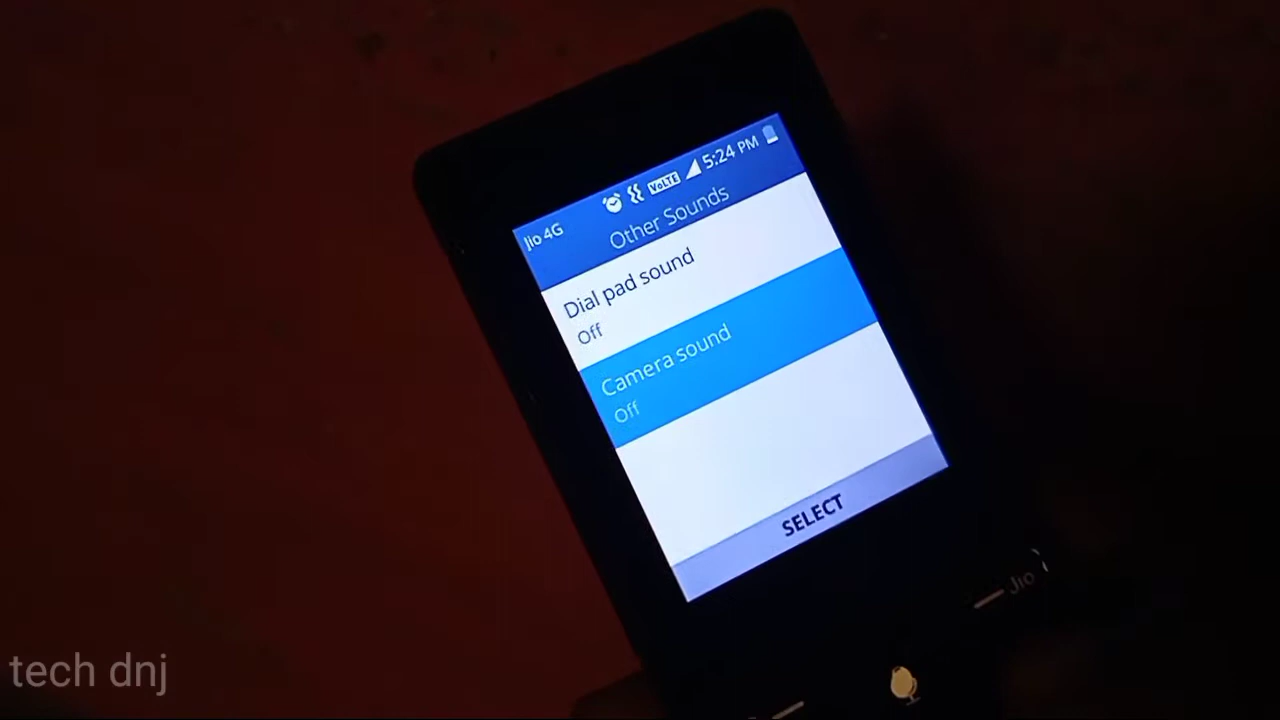 Jio 4G VoLTE 5:24 PM
Other Sounds
Dial pad sound
Off
Camera sound
Off
SELECT
Jio
tech dnj